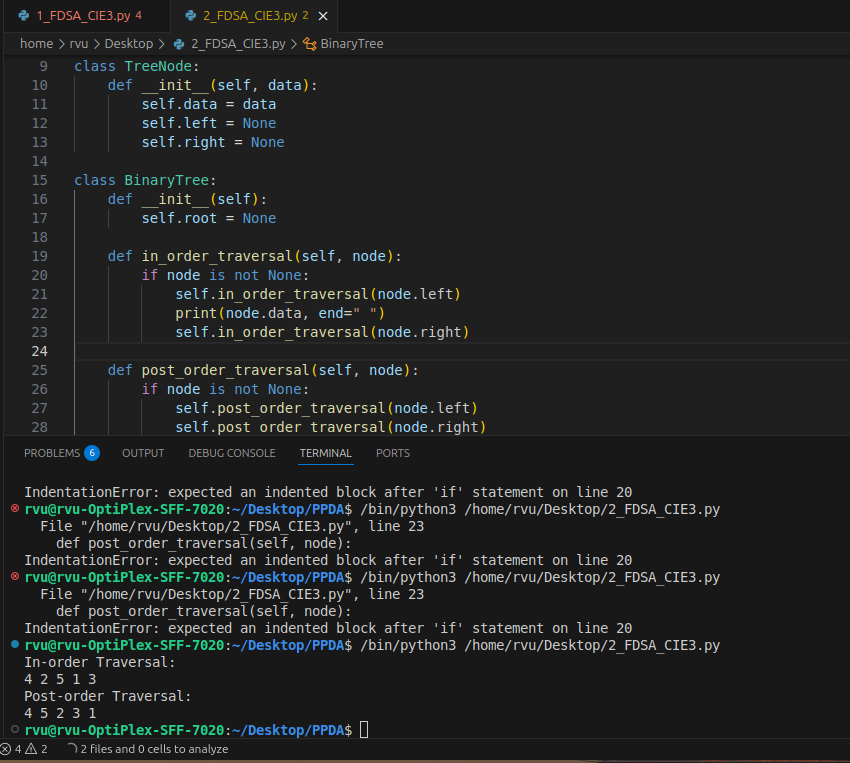 1_FDSA_CIE3.py 4 2_FDSA_CIE3.py 2 ×
home > rvu > Desktop > 2_FDSA_CIE3.py > BinaryTree
9 class TreeNode:
10     def __init__(self, data):
11         self.data = data
12         self.left = None
13         self.right = None
14
15 class BinaryTree:
16     def __init__(self):
17         self.root = None
18
19     def in_order_traversal(self, node):
20         if node is not None:
21             self.in_order_traversal(node.left)
22             print(node.data, end=" ")
23             self.in_order_traversal(node.right)
24
25     def post_order_traversal(self, node):
26         if node is not None:
27             self.post_order_traversal(node.left)
28             self.post_order_traversal(node.right)
PROBLEMS 6 OUTPUT DEBUG CONSOLE TERMINAL PORTS
IndentationError: expected an indented block after 'if' statement on line 20
rvu@rvu-OptiPlex-SFF-7020:~/Desktop/PPDA$ /bin/python3 /home/rvu/Desktop/2_FDSA_CIE3.py
  File "/home/rvu/Desktop/2_FDSA_CIE3.py", line 23
    def post_order_traversal(self, node):
IndentationError: expected an indented block after 'if' statement on line 20
rvu@rvu-OptiPlex-SFF-7020:~/Desktop/PPDA$ /bin/python3 /home/rvu/Desktop/2_FDSA_CIE3.py
  File "/home/rvu/Desktop/2_FDSA_CIE3.py", line 23
    def post_order_traversal(self, node):
IndentationError: expected an indented block after 'if' statement on line 20
rvu@rvu-OptiPlex-SFF-7020:~/Desktop/PPDA$ /bin/python3 /home/rvu/Desktop/2_FDSA_CIE3.py
In-order Traversal:
4 2 5 1 3
Post-order Traversal:
4 5 2 3 1
rvu@rvu-OptiPlex-SFF-7020:~/Desktop/PPDA$
4 2 2 files and 0 cells to analyze